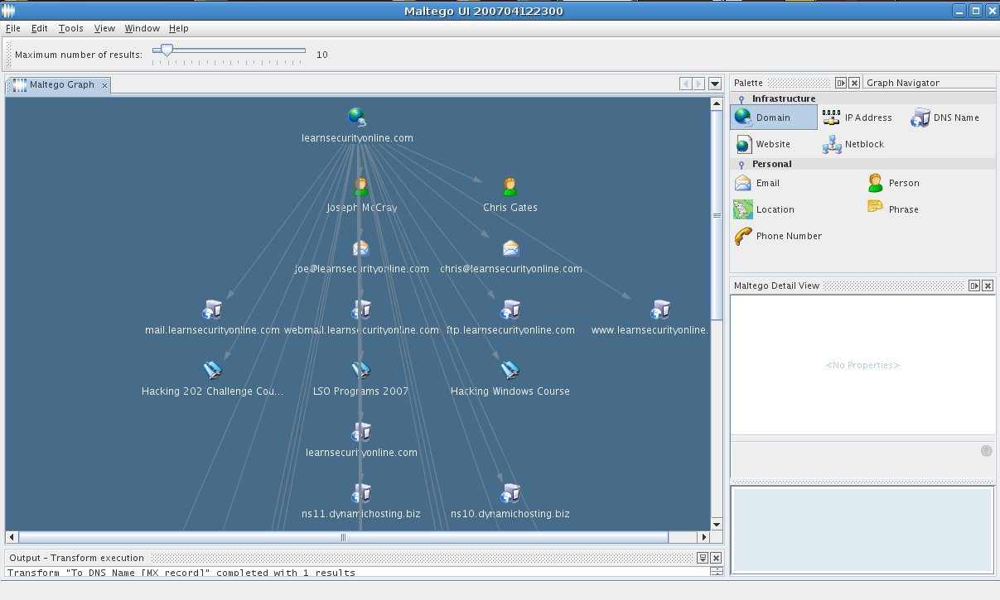 Maltego UI 200704122300
File Edit Tools View Window Help
Maximum number of results: 10
Maltego Graph
learnsecurityonline.com
Joseph McCray Chris Gates
joe@learnsecurityonline.com chris@learnsecurityonline.com
mail.learnsecurityonline.com webmail.learnsecurityonline.com ftp.learnsecurityonline.com www.learnsecurityonline.
Hacking 202 Challenge Cou... LSO Programs 2007 Hacking Windows Course
learnsecurityonline.com
ns11.dynamichosting.biz ns10.dynamichosting.biz
Output - Transform execution
Transform "To DNS Name [MX record]" completed with 1 results
Palette Graph Navigator
Infrastructure
Domain IP Address DNS Name
Website Netblock
Personal
Email Person
Location Phrase
Phone Number
Maltego Detail View
<No Properties>
?